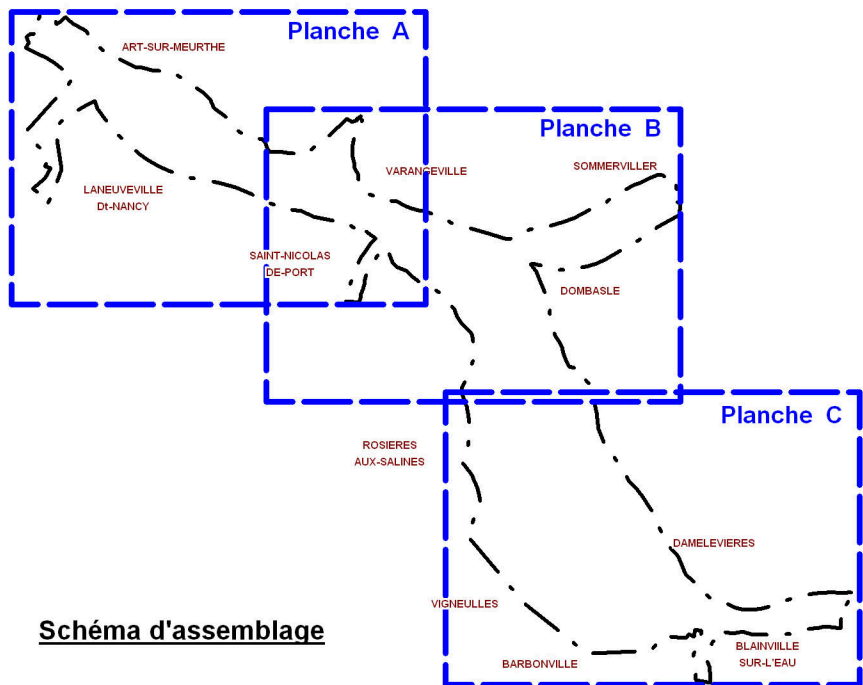 Planche A
ART-SUR-MEURTHE
Planche B
SOMMERVILLER
VARANGEVILLE
LANEUVEVILLE
Dt-NANCY
SAINT-NICOLAS
DE-PORT
DOMBASLE
Planche C
ROSIERES
AUX-SALINES
DAMELEVIERES
VIGNEULLES
Schéma d'assemblage
BLAINVIILLE
SUR-L'EAU
BARBONVILLE